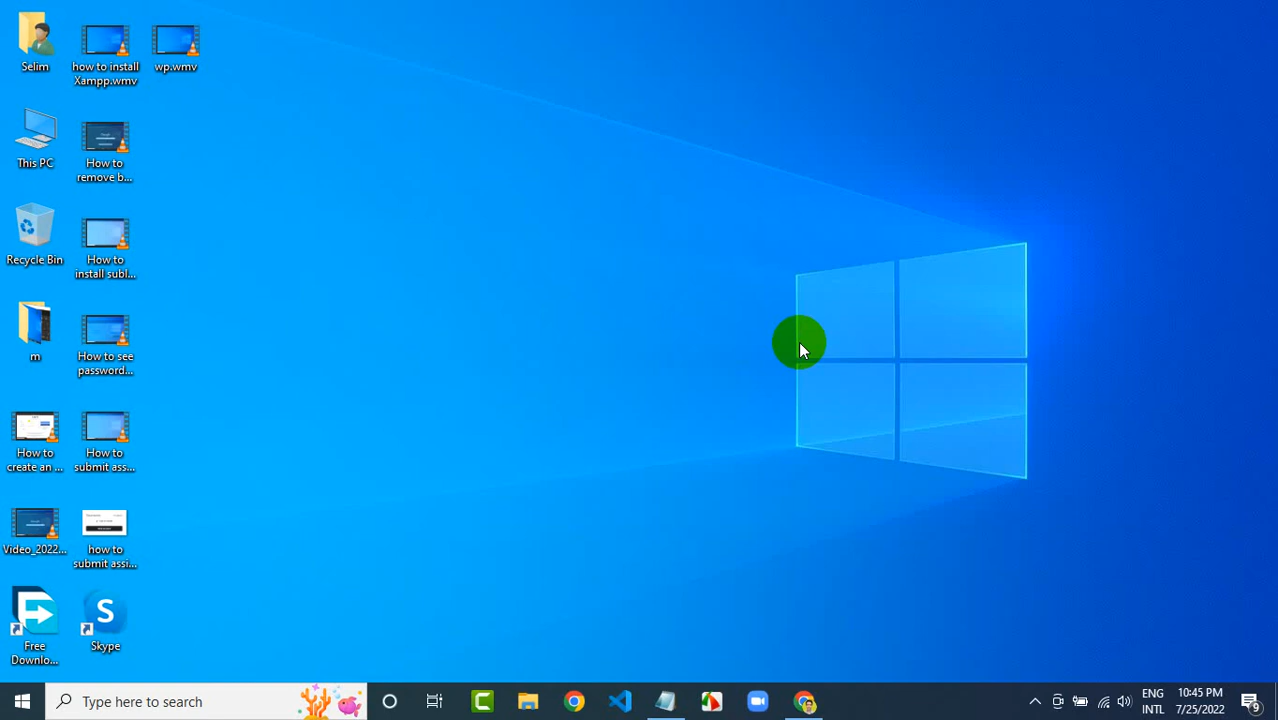 Selim
how to install
Xampp.wmv
wp.wmv
This PC
How to
remove b...
Recycle Bin
How to
install subl...
m
How to see
password...
How to
create an ...
How to
submit ass...
Video_2022...
how to
submit assi...
Free
Downlo...
S
Skype
Type here to search
ENG
INTL
10:45 PM
7/25/2022
9